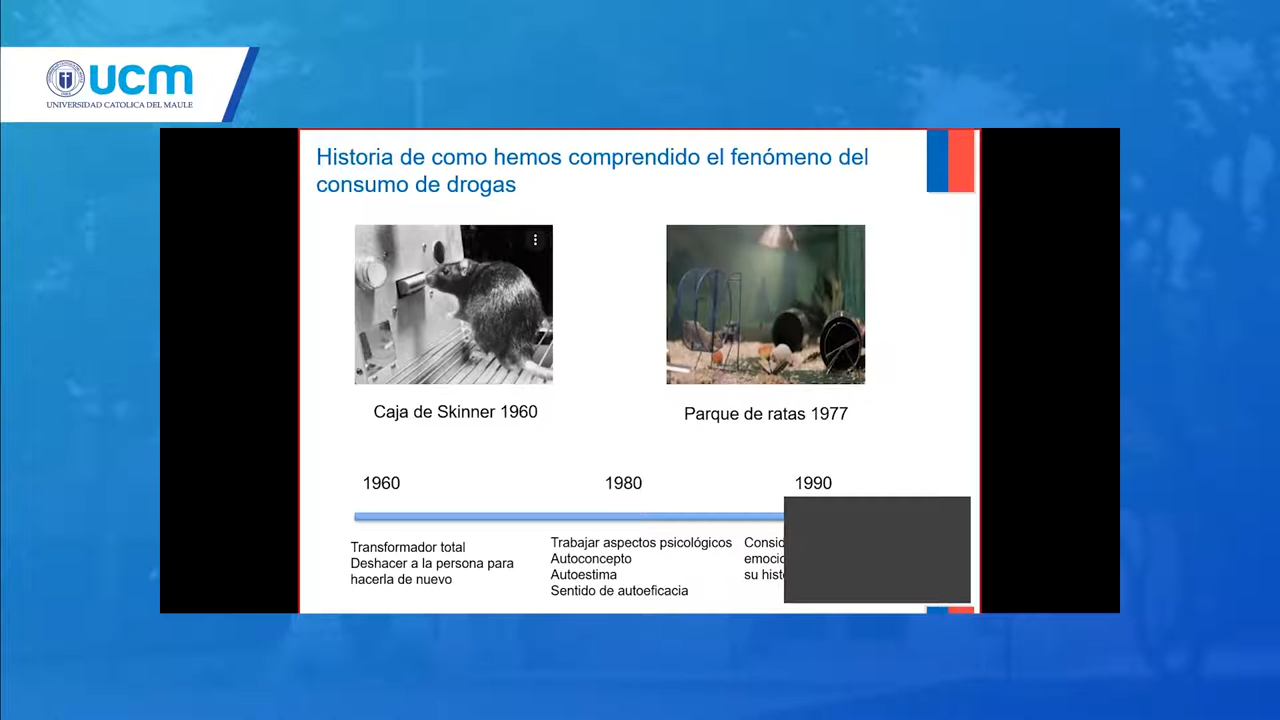 ucm
UNIVERSIDAD CATOLICA DEL MAULE
Historia de como hemos comprendido el fenómeno del
consumo de drogas
Caja de Skinner 1960
Parque de ratas 1977
1960
1980
1990
Transformador total
Deshacer a la persona para
hacerla de nuevo
Trabajar aspectos psicológicos
Autoconcepto
Autoestima
Sentido de autoeficacia
su